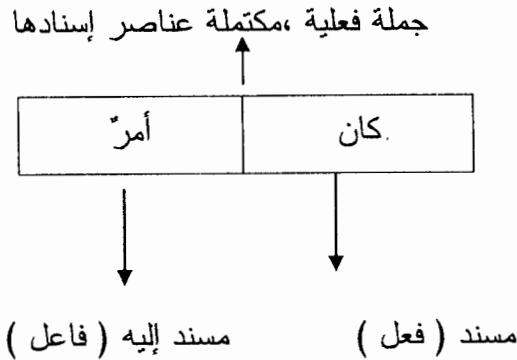 جملة فعلية ،مكتملة عناصر إسنادها
كان أمرٌ
مسند ( فعل ) مسند إليه ( فاعل )